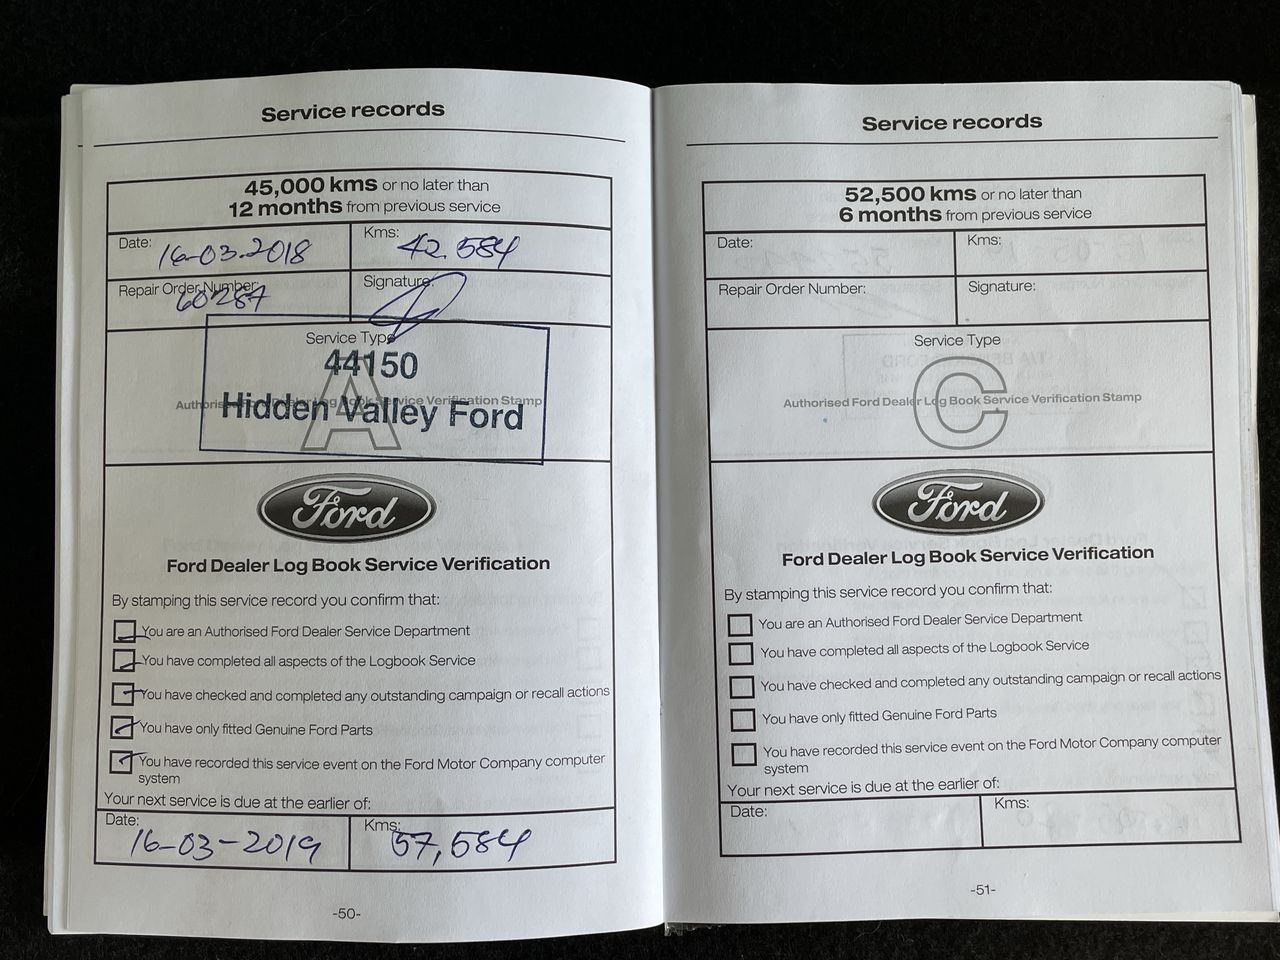 Service records
45,000 kms or no later than
12 months from previous service
Date: 16-03.2018 Kms: 42.584
Repair Order Number: 60287 Signature:
Service Type
A
44150
Authorised Ford Dealer Log Book Service Verification Stamp
Hidden Valley Ford
Ford
Ford Dealer Log Book Service Verification
By stamping this service record you confirm that:
You are an Authorised Ford Dealer Service Department
You have completed all aspects of the Logbook Service
You have checked and completed any outstanding campaign or recall actions
You have only fitted Genuine Ford Parts
You have recorded this service event on the Ford Motor Company computer
system
Your next service is due at the earlier of:
Date: 16-03-2019 Kms: 57,584
-50-
Service records
52,500 kms or no later than
6 months from previous service
Date: Kms:
Repair Order Number: Signature:
Service Type
C
Authorised Ford Dealer Log Book Service Verification Stamp
Ford
Ford Dealer Log Book Service Verification
By stamping this service record you confirm that:
You are an Authorised Ford Dealer Service Department
You have completed all aspects of the Logbook Service
You have checked and completed any outstanding campaign or recall actions
You have only fitted Genuine Ford Parts
You have recorded this service event on the Ford Motor Company computer
system
Your next service is due at the earlier of:
Date: Kms:
-51-